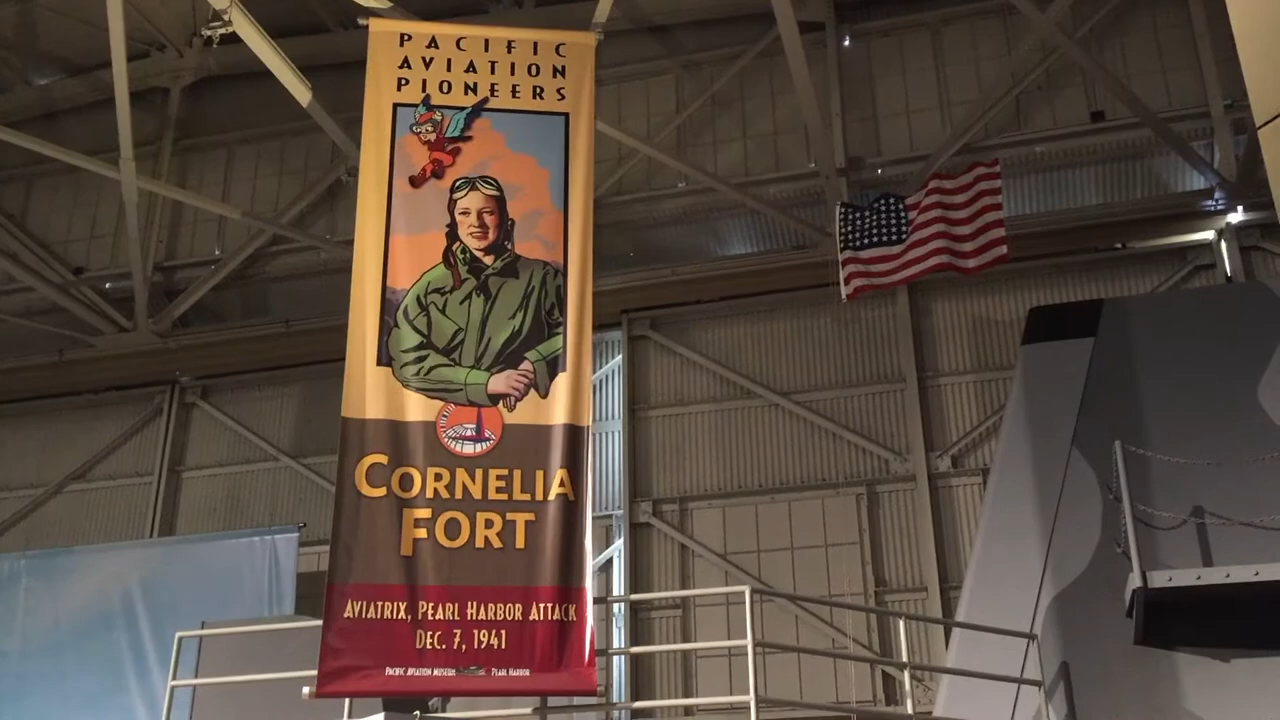 PACIFIC
AVIATION
PIONEERS
CORNELIA
FORT
AVIATRIX, PEARL HARBOR ATTACK
DEC. 7, 1941
PACIFIC AVIATION MUSEUM PEARL HARBOR